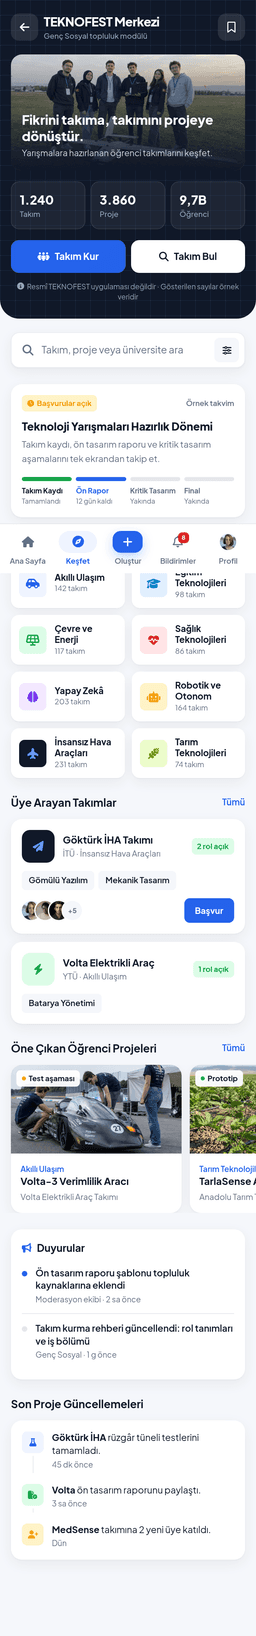 TEKNOFEST Merkezi
Genç Sosyal topluluk modülü
Fikrini takıma, takımını projeye
dönüştür.
Yarışmalara hazırlanan öğrenci takımlarını keşfet.
1.240
Takım
3.860
Proje
9,7B
Öğrenci
Takım Kur
Takım Bul
Resmî TEKNOFEST uygulaması değildir · Gösterilen sayılar örnek
veridir
Takım, proje veya üniversite ara
Başvurular açık
Örnek takvim
Teknoloji Yarışmaları Hazırlık Dönemi
Takım kaydı, ön tasarım raporu ve kritik tasarım
aşamalarını tek ekrandan takip et.
Takım Kaydı
Tamamlandı
Ön Rapor
12 gün kaldı
Kritik Tasarım
Yakında
Final
Yakında
Ana Sayfa
Keşfet
Oluştur
8
Bildirimler
Profil
Akıllı Ulaşım
142 takım
Eğitim
Teknolojileri
98 takım
Çevre ve
Enerji
117 takım
Sağlık
Teknolojileri
86 takım
Yapay Zekâ
203 takım
Robotik ve
Otonom
164 takım
İnsansız Hava
Araçları
231 takım
Tarım
Teknolojileri
74 takım
Üye Arayan Takımlar
Tümü
Göktürk İHA Takımı
İTÜ · İnsansız Hava Araçları
2 rol açık
Gömülü Yazılım
Mekanik Tasarım
+5
Başvur
Volta Elektrikli Araç
YTÜ · Akıllı Ulaşım
1 rol açık
Batarya Yönetimi
Öne Çıkan Öğrenci Projeleri
Tümü
Test aşaması
21
Akıllı Ulaşım
Volta-3 Verimlilik Aracı
Volta Elektrikli Araç Takımı
Prototip
Tarım Teknolojil
TarlaSense A
Anadolu Tarım T
Duyurular
Ön tasarım raporu şablonu topluluk
kaynaklarına eklendi
Moderasyon ekibi · 2 sa önce
Takım kurma rehberi güncellendi: rol tanımları
ve iş bölümü
Genç Sosyal · 1 g önce
Son Proje Güncellemeleri
Göktürk İHA rüzgâr tüneli testlerini
tamamladı.
45 dk önce
Volta ön tasarım raporunu paylaştı.
3 sa önce
MedSense takımına 2 yeni üye katıldı.
Dün